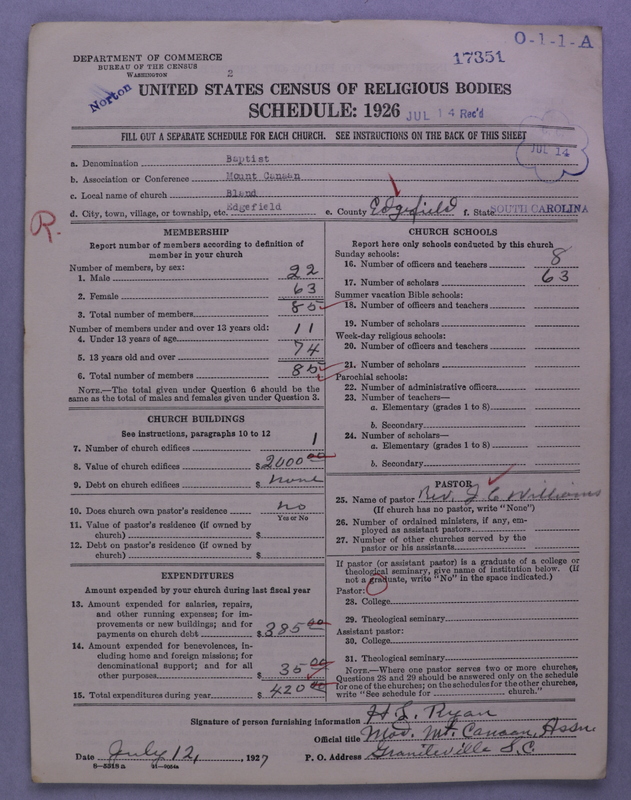 O-1-1-A
17351
DEPARTMENT OF COMMERCE
BUREAU OF THE CENSUS
WASHINGTON
2
Norton
UNITED STATES CENSUS OF RELIGIOUS BODIES
SCHEDULE: 1926
JUL 14 Rec'd
FILL OUT A SEPARATE SCHEDULE FOR EACH CHURCH. SEE INSTRUCTIONS ON THE BACK OF THIS SHEET
JUL 14
a. Denomination Baptist
b. Association or Conference Mount Canaan
c. Local name of church Bland
d. City, town, village, or township, etc. Edgefield e. County Edgefield f. State SOUTH CAROLINA
R.
MEMBERSHIP
Report number of members according to definition of
member in your church
Number of members, by sex:
1. Male 22
2. Female 63
3. Total number of members 85
Number of members under and over 13 years old:
4. Under 13 years of age 11
5. 13 years old and over 74
6. Total number of members 85
NOTE.—The total given under Question 6 should be
same as the total of males and females given under Question 3.
CHURCH BUILDINGS
See instructions, paragraphs 10 to 12
7. Number of church edifices 1
8. Value of church edifices $ 2000 00
9. Debt on church edifices $ none
10. Does church own pastor's residence no
Yes or No
11. Value of pastor's residence (if owned by
church) $
12. Debt on pastor's residence (if owned by
church) $
EXPENDITURES
Amount expended by your church during last fiscal year
13. Amount expended for salaries, repairs,
and other running expenses; for im-
provements or new buildings; and for
payments on church debt $ 385 00
14. Amount expended for benevolences, in-
cluding home and foreign missions; for
denominational support; and for all
other purposes $ 35 00
15. Total expenditures during year $ 420 00
CHURCH SCHOOLS
Report here only schools conducted by this church
Sunday schools:
16. Number of officers and teachers 8
17. Number of scholars 63
Summer vacation Bible schools:
18. Number of officers and teachers
19. Number of scholars
Week-day religious schools:
20. Number of officers and teachers
21. Number of scholars
Parochial schools:
22. Number of administrative officers
23. Number of teachers—
a. Elementary (grades 1 to 8)
b. Secondary
24. Number of scholars—
a. Elementary (grades 1 to 8)
b. Secondary
PASTOR
25. Name of pastor Rev. J. C. Williams
(If church has no pastor, write "None")
26. Number of ordained ministers, if any, em-
ployed as assistant pastors
27. Number of other churches served by the
pastor or his assistants
If pastor (or assistant pastor) is a graduate of a college or
theological seminary, give name of institution below. (If
not a graduate, write "No" in the space indicated.)
Pastor:
28. College
29. Theological seminary
Assistant pastor:
30. College
31. Theological seminary
NOTE.—Where one pastor serves two or more churches,
Questions 28 and 29 should be answered only on the schedule
for one of the churches; on the schedules for the other churches,
write "See schedule for church."
Signature of person furnishing information H L. Ryan
Official title Mod. Mt. Canaan, Assn
Date July 12, 1927 P. O. Address Graniteville S.C.